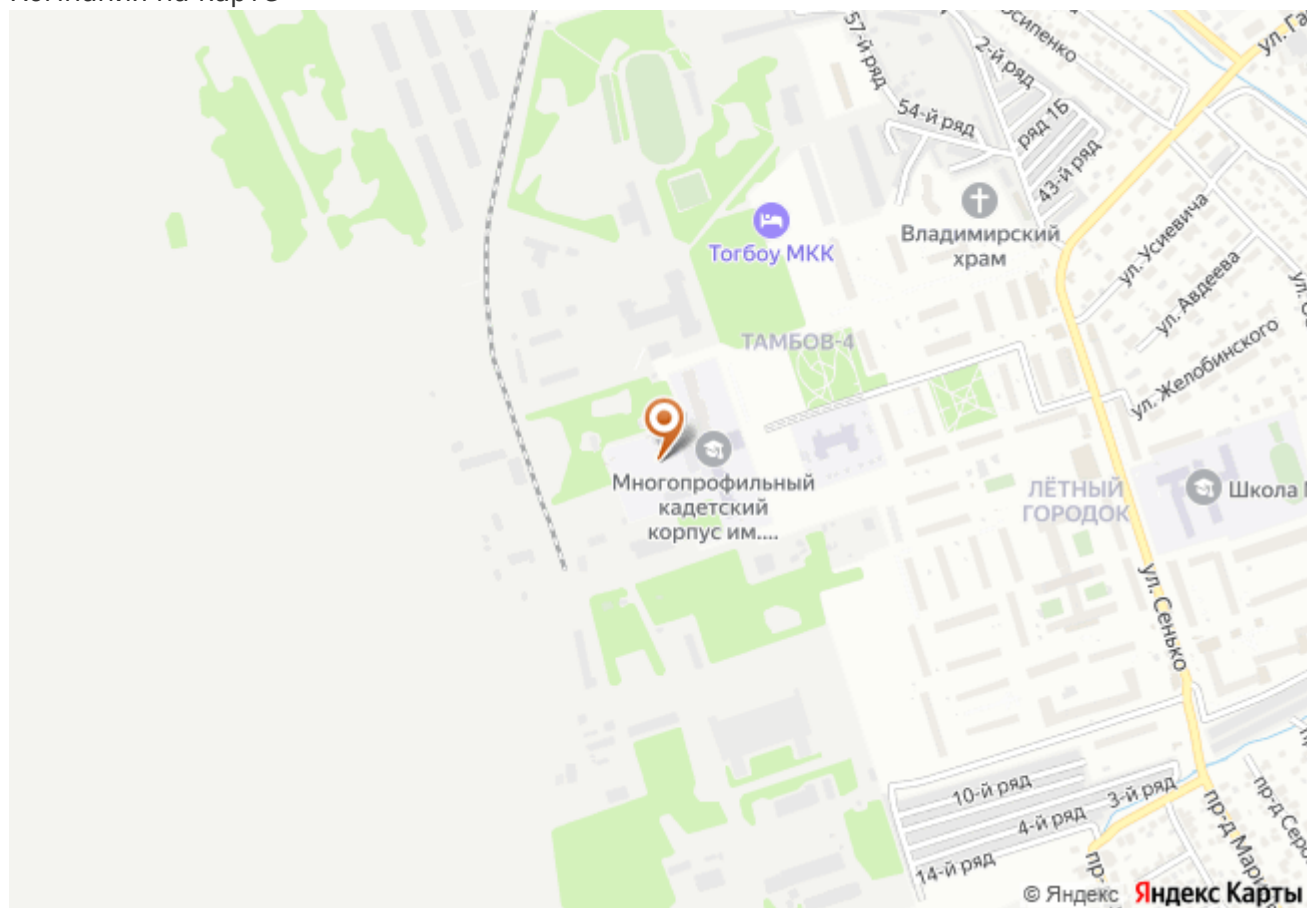 57-й ряд
2-й ряд
54-й ряд
ряд 1Б
43-й ряд
Владимирский
храм
ул. Усиевича
ул. Авдеева
ул. Желобинского
Тогбоу МКК
ТАМБОВ-4
Многопрофильный
кадетский
корпус им....
ЛЁТНЫЙ
ГОРОДОК
Школа
ул. Сенько
10-й ряд
3-й ряд
4-й ряд
14-й ряд
© Яндекс Яндекс Карты